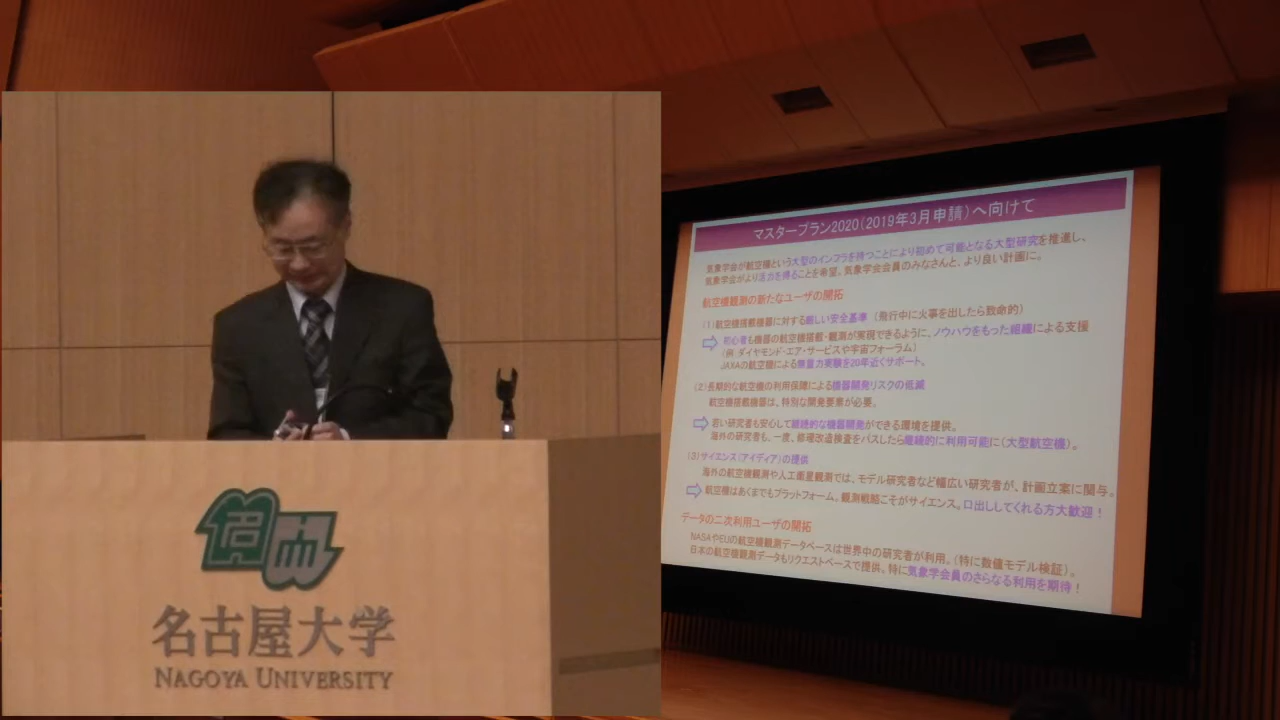 マスタープラン2020(2019年3月申請)へ向けて
気象学会が航空機という大型のインフラを持つことにより初めて可能となる大型研究を推進し、
気象学会がより活力を得ることを希望。気象学会会員のみなさんと、より良い計画に。
航空機観測の新たなユーザの開拓
(1)航空機搭載機器に対する厳しい安全基準 (飛行中に火事を出したら致命的)
初心者も機器の航空機搭載・観測が実現できるように、ノウハウをもった組織による支援
(例 ダイヤモンド・エア・サービスや宇宙フォーラム)
JAXAの航空機による無重力実験を20年近くサポート。
(2)長期的な航空機の利用保障による機器開発リスクの低減
航空機搭載機器は、特別な開発要素が必要。
若い研究者も安心して継続的な機器開発ができる環境を提供。
海外の研究者も、一度、修理改造検査をパスしたら継続的に利用可能に(大型航空機)。
(3)サイエンス(アイディア)の提供
海外の航空機観測や人工衛星観測では、モデル研究者など幅広い研究者が、計画立案に関与。
航空機はあくまでもプラットフォーム。観測戦略こそがサイエンス。口出ししてくれる方大歓迎!
データの二次利用ユーザの開拓
NASAやEUの航空機観測データベースは世界中の研究者が利用。(特に数値モデル検証)。
日本の航空機観測データもリクエストベースで提供。特に気象学会員のさらなる利用を期待!
名大
名古屋大学
NAGOYA UNIVERSITY